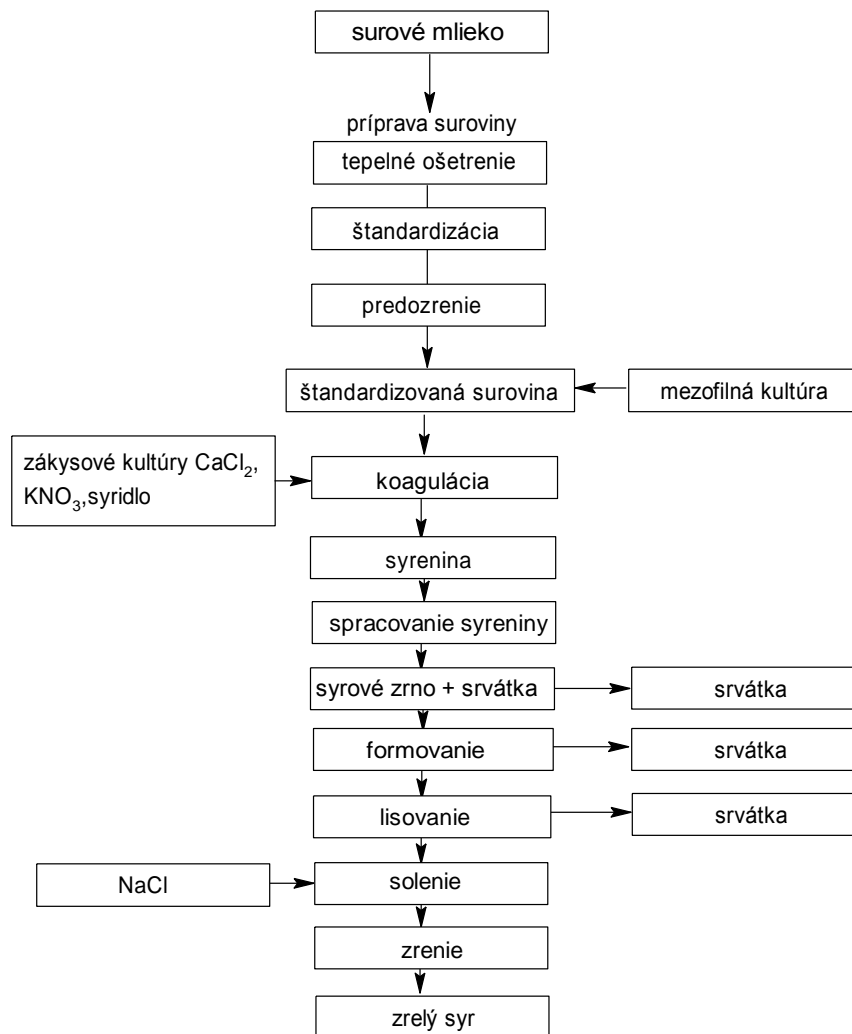 surové mlieko
príprava suroviny
tepelné ošetrenie
štandardizácia
predozrenie
štandardizovaná surovina
mezofilná kultúra
zákysové kultúry CaCl₂,
KNO₃,syridlo
koagulácia
syrenina
spracovanie syreniny
syrové zrno + srvátka
srvátka
formovanie
srvátka
lisovanie
srvátka
NaCl
solenie
zrenie
zrelý syr